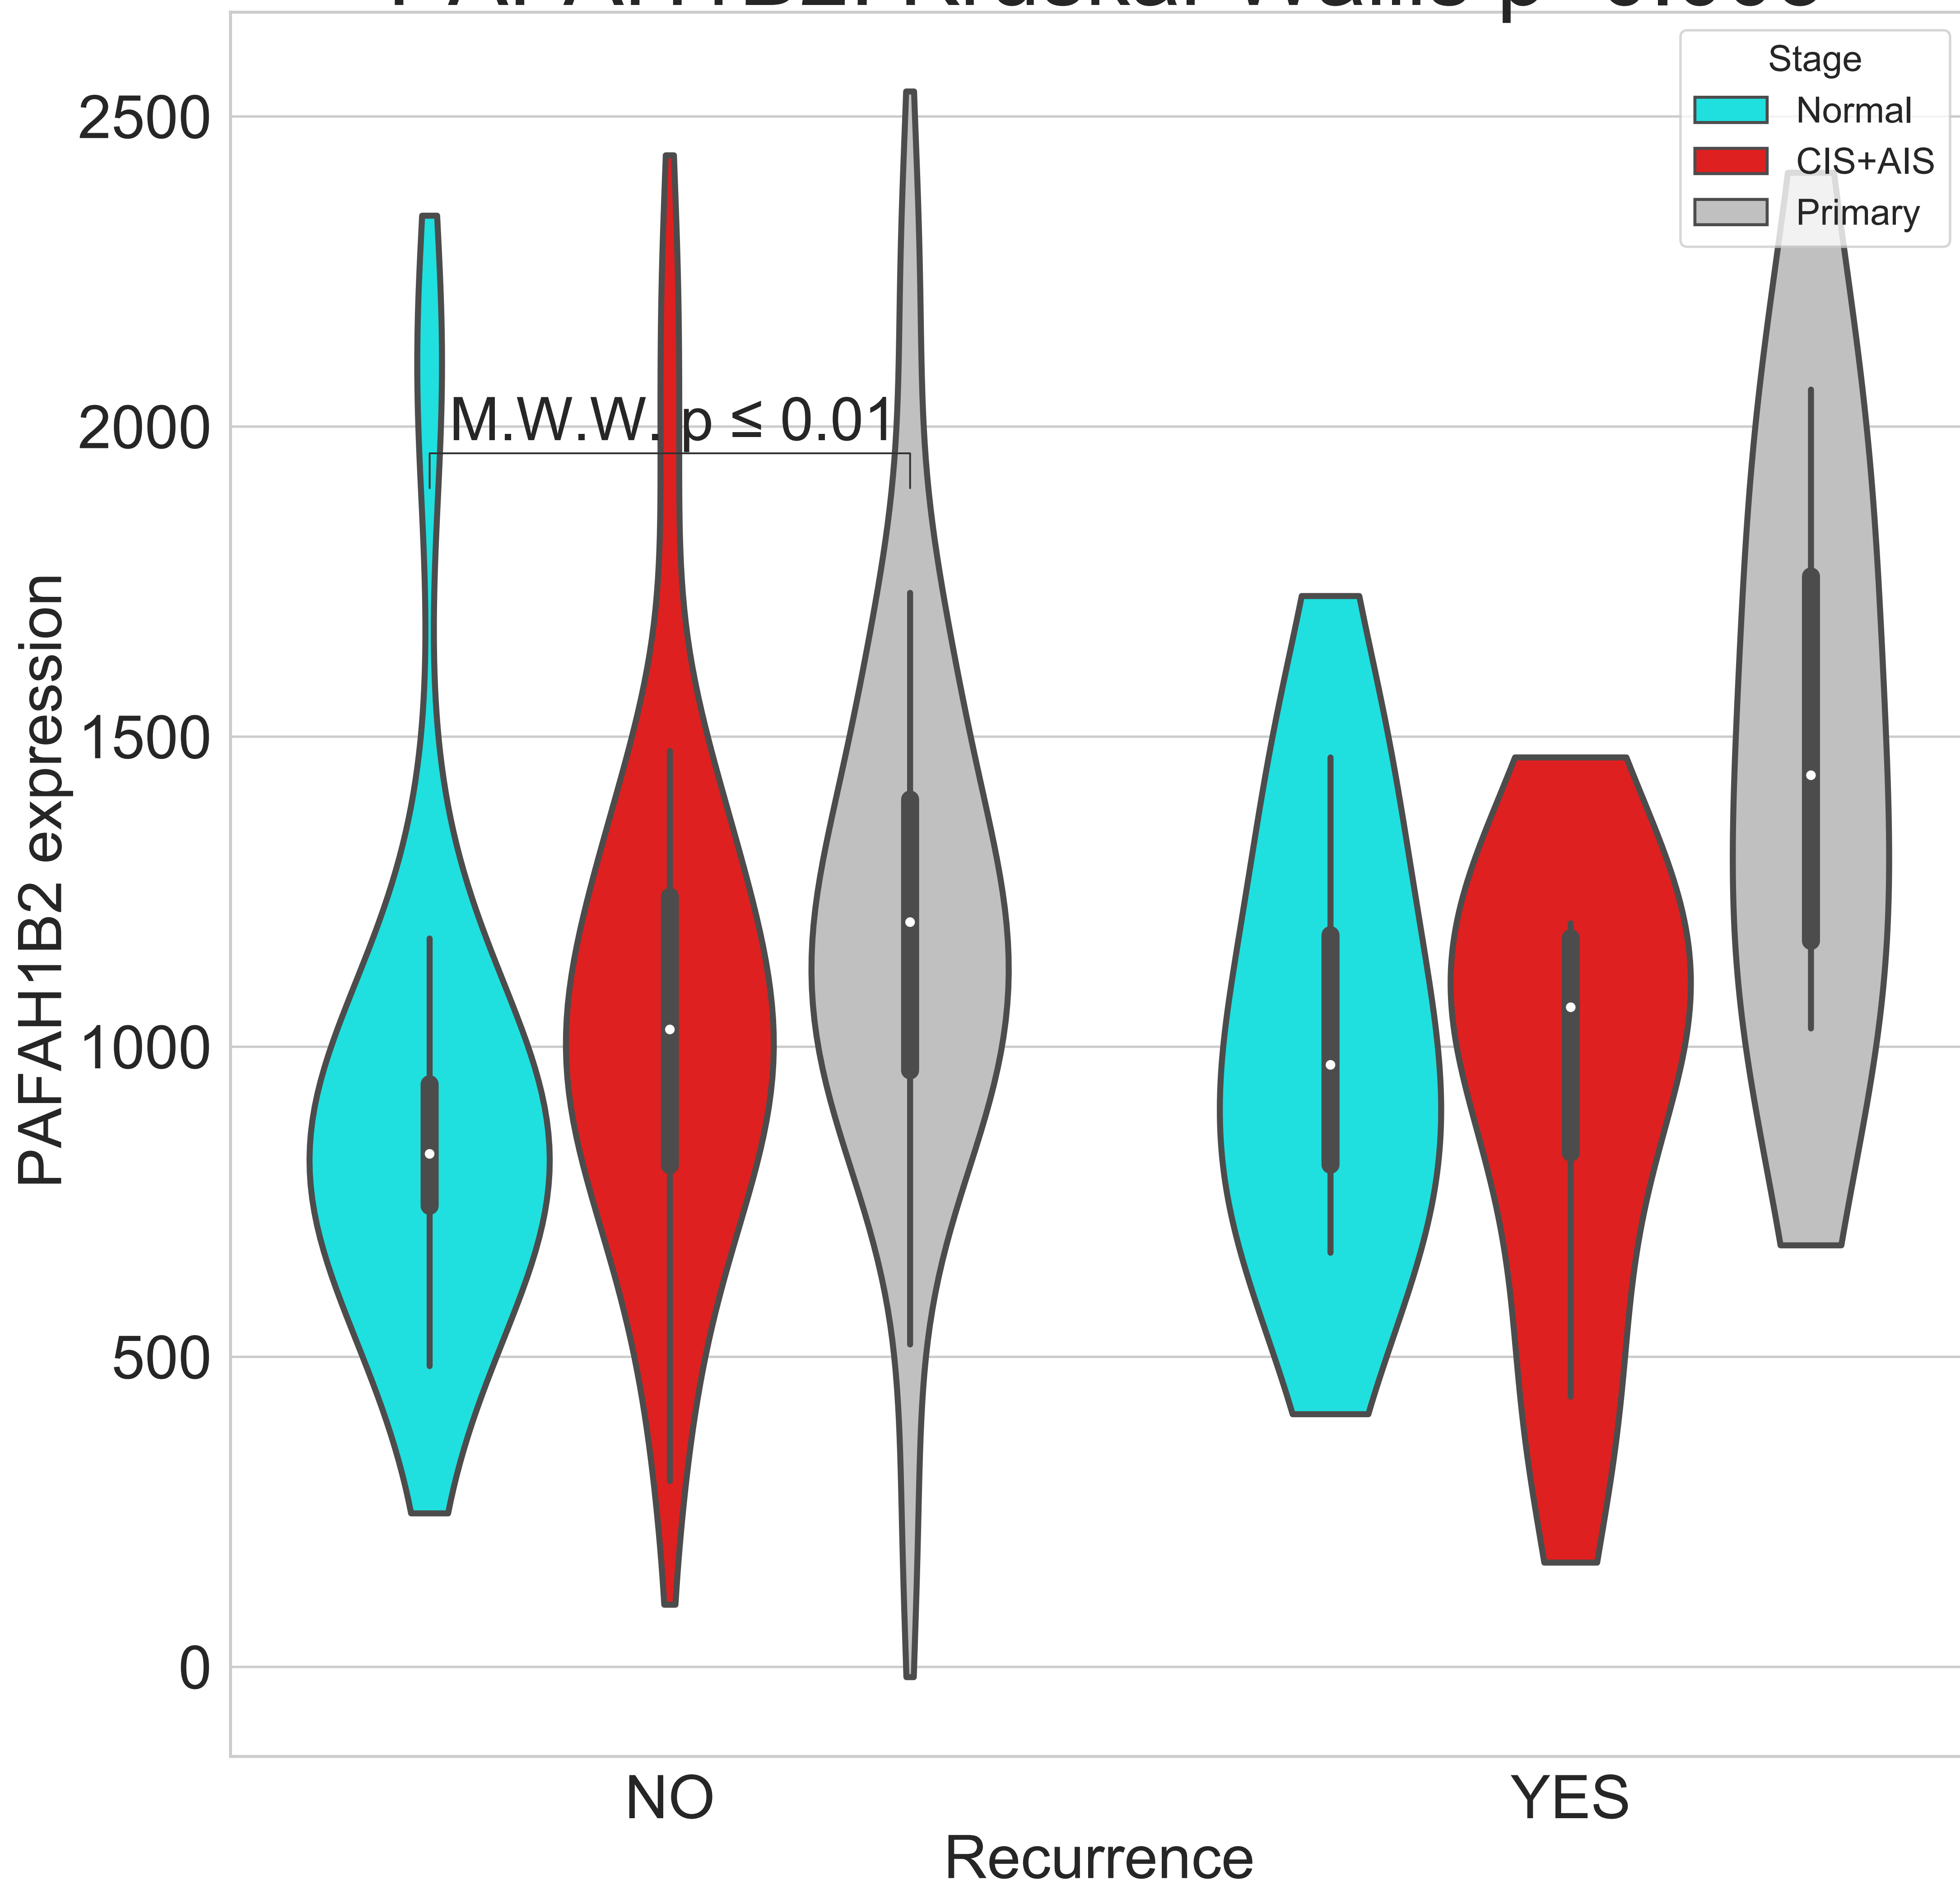 Stage
Normal
CIS+AIS
Primary
M.W.W. p ≤ 0.01
2500
2000
1500
1000
500
0
PAFAH1B2 expression
NO
YES
Recurrence